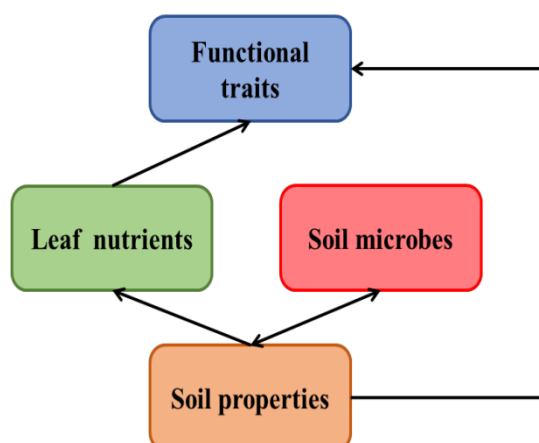 Functional
traits
Leaf nutrients
Soil microbes
Soil properties